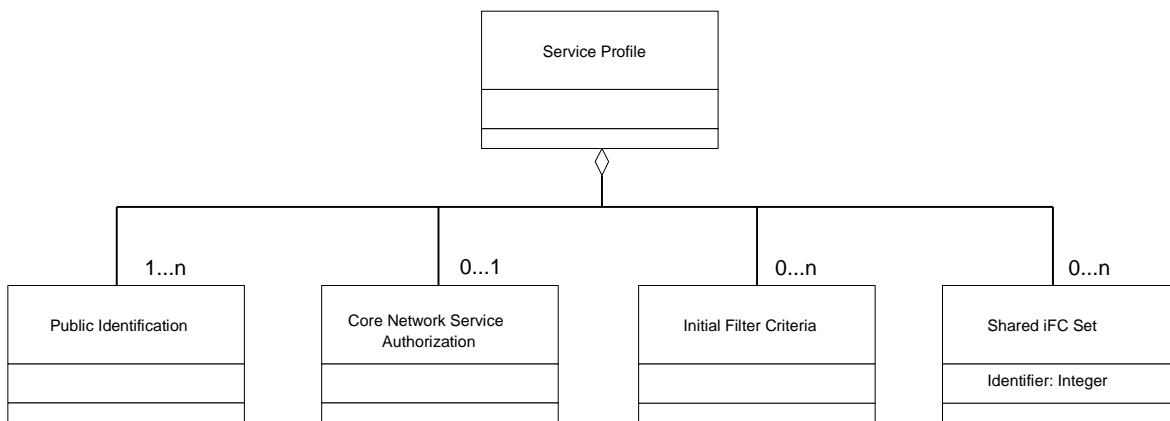 Service Profile
1...n
0...1
0...n
0...n
Public Identification
Core Network Service
Authorization
Initial Filter Criteria
Shared iFC Set
Identifier: Integer